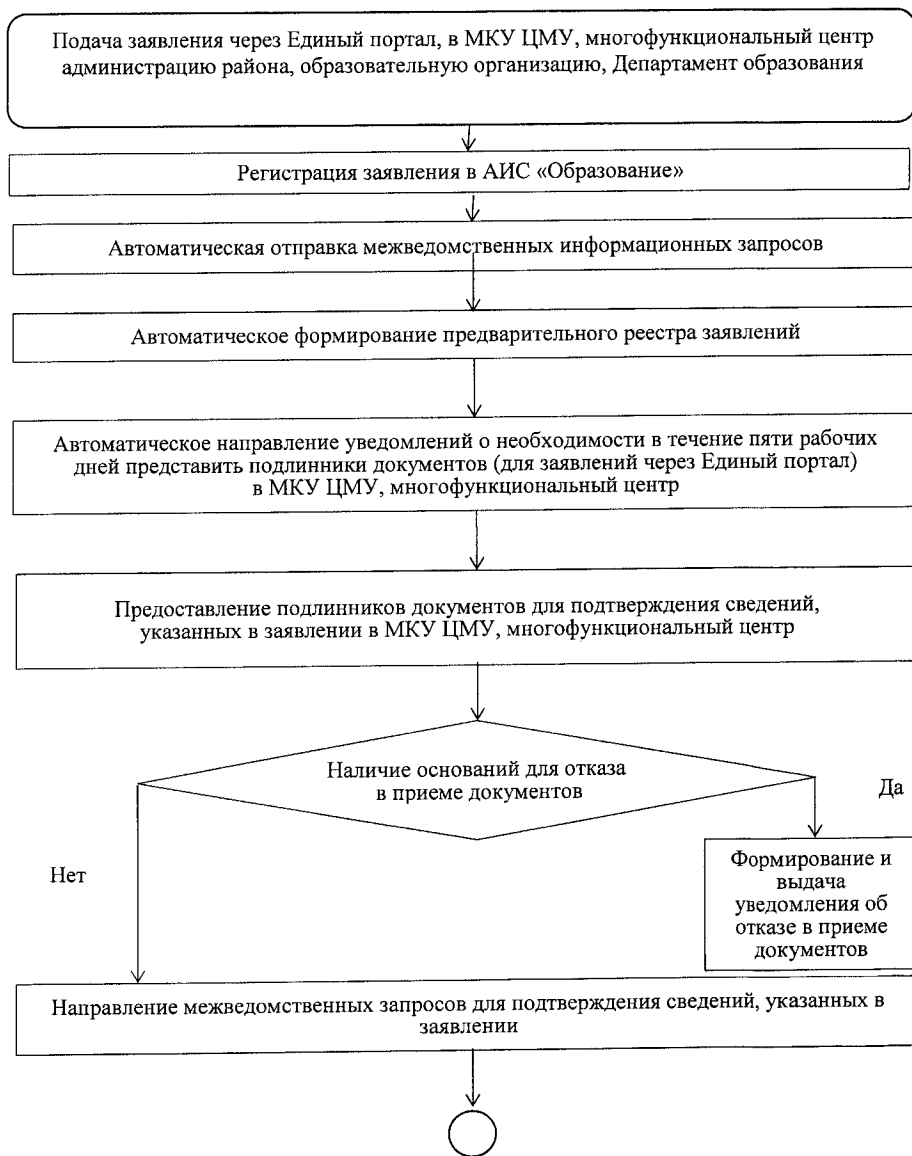 Подача заявления через Единый портал, в МКУ ЦМУ, многофункциональный центр
администрацию района, образовательную организацию, Департамент образования
Регистрация заявления в АИС «Образование»
Автоматическая отправка межведомственных информационных запросов
Автоматическое формирование предварительного реестра заявлений
Автоматическое направление уведомлений о необходимости в течение пяти рабочих
дней представить подлинники документов (для заявлений через Единый портал)
в МКУ ЦМУ, многофункциональный центр
Предоставление подлинников документов для подтверждения сведений,
указанных в заявлении в МКУ ЦМУ, многофункциональный центр
Наличие оснований для отказа
в приеме документов
Да
Нет
Формирование и
выдача
уведомления об
отказе в приеме
документов
Направление межведомственных запросов для подтверждения сведений, указанных в
заявлении